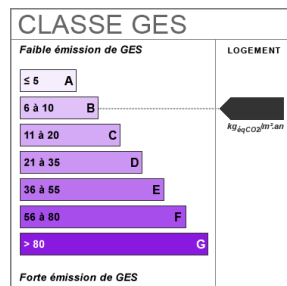 CLASSE GES
Faible émission de GES
LOGEMENT
≤ 5 A
6 à 10 B
kgéqCO2/m².an
11 à 20 C
21 à 35 D
36 à 55 E
56 à 80 F
> 80 G
Forte émission de GES